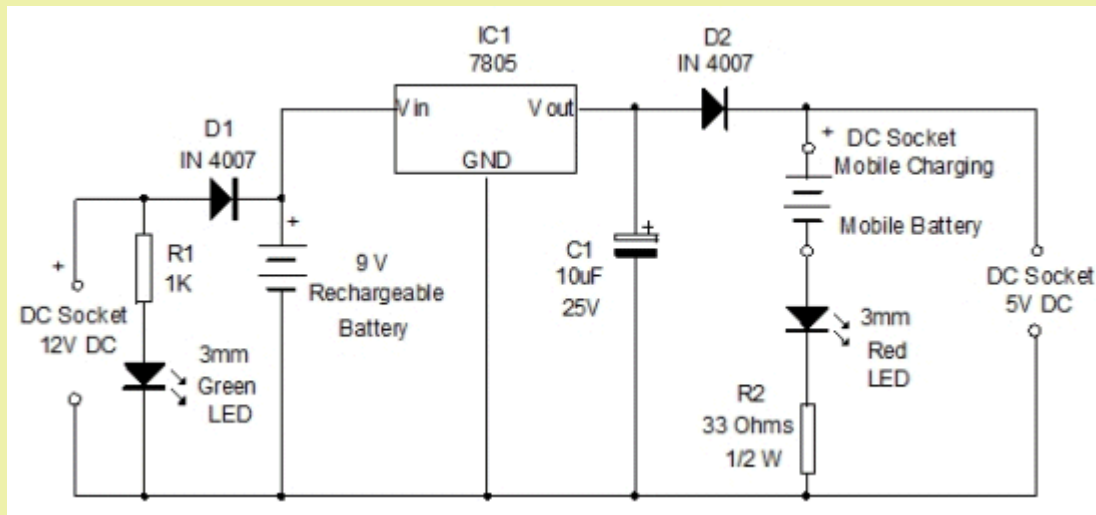 IC1
7805
Vin
Vout
GND
D2
IN 4007
D1
IN 4007
+
DC Socket
12V DC
R1
1K
3mm
Green
LED
+
9 V
Rechargeable
Battery
C1
10uF
25V
+
+
DC Socket
Mobile Charging
Mobile Battery
3mm
Red
LED
R2
33 Ohms
1/2 W
DC Socket
5V DC